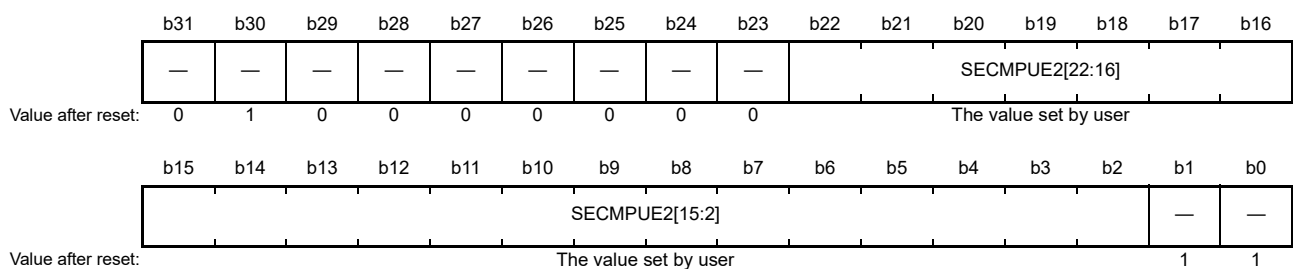 b31 b30 b29 b28 b27 b26 b25 b24 b23 b22 b21 b20 b19 b18 b17 b16
— — — — — — — — — SECMPUE2[22:16]
Value after reset: 0 1 0 0 0 0 0 0 0 The value set by user
b15 b14 b13 b12 b11 b10 b9 b8 b7 b6 b5 b4 b3 b2 b1 b0
SECMPUE2[15:2] — —
Value after reset: The value set by user 1 1